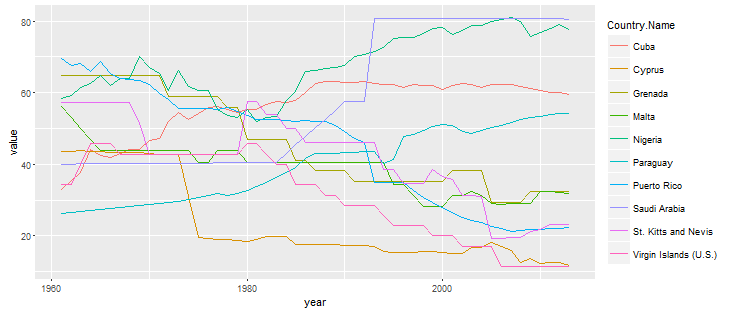 80
60
40
20
value
1960
1980
2000
year
Country.Name
Cuba
Cyprus
Grenada
Malta
Nigeria
Paraguay
Puerto Rico
Saudi Arabia
St. Kitts and Nevis
Virgin Islands (U.S.)